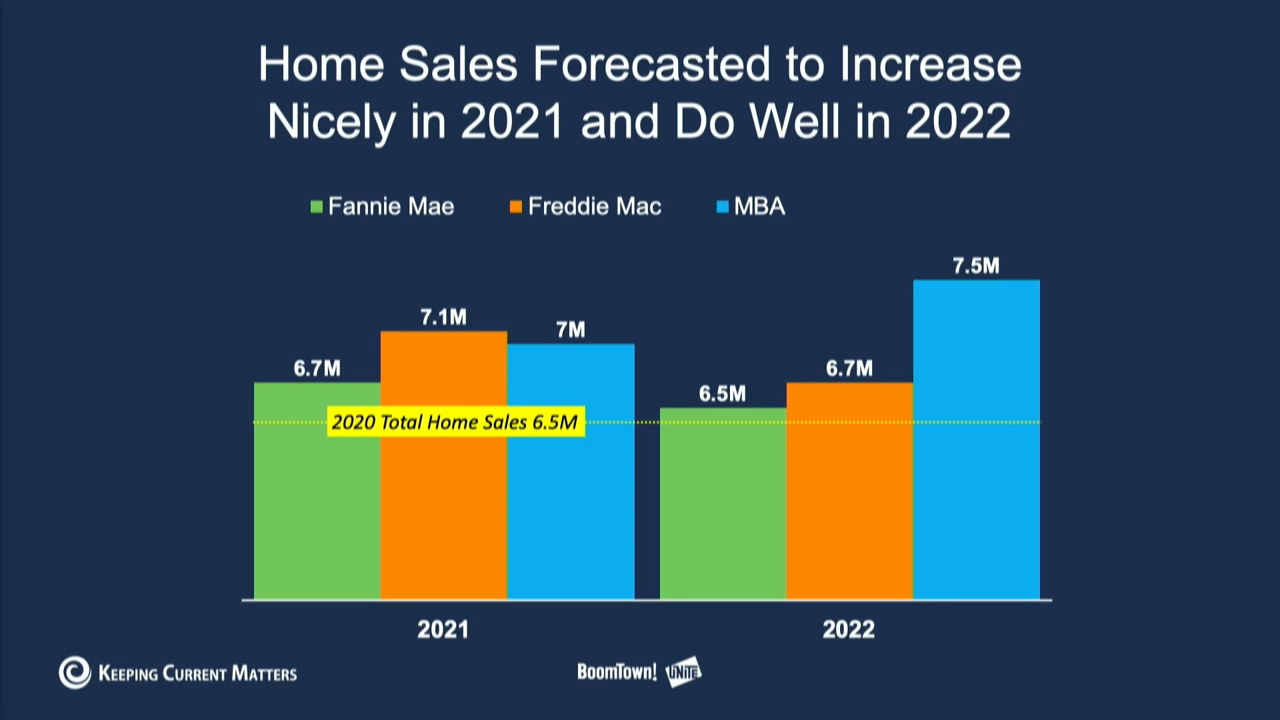 Home Sales Forecasted to Increase
Nicely in 2021 and Do Well in 2022
Fannie Mae Freddie Mac MBA
7.5M
7.1M
7M
6.7M
6.7M
6.5M
2020 Total Home Sales 6.5M
2021 2022
KEEPING CURRENT MATTERS
BoomTown! UNITE